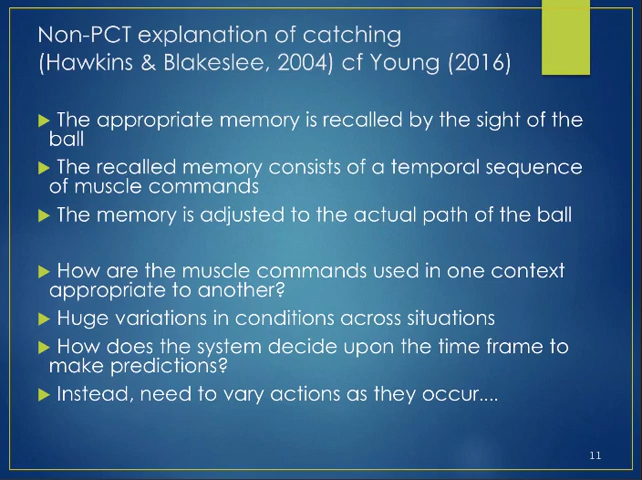 Non-PCT explanation of catching
(Hawkins & Blakeslee, 2004) cf Young (2016)
The appropriate memory is recalled by the sight of the
ball
The recalled memory consists of a temporal sequence
of muscle commands
The memory is adjusted to the actual path of the ball
How are the muscle commands used in one context
appropriate to another?
Huge variations in conditions across situations
How does the system decide upon the time frame to
make predictions?
Instead, need to vary actions as they occur....
11